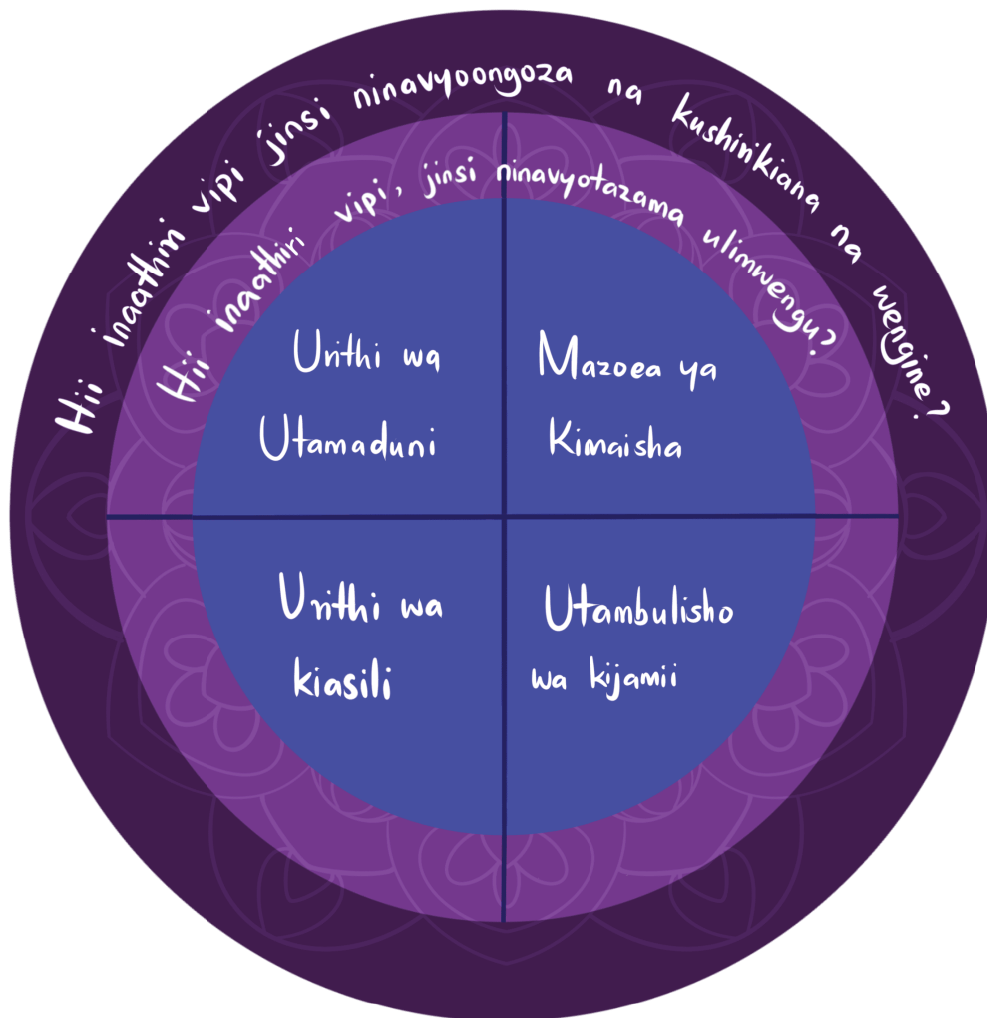 Hii inaathiri vipi jinsi ninavyoongoza na kushirikiana na wengine?
Hii inaathiri vipi, jinsi ninavyotazama ulimwengu?
Urithi wa
Utamaduni
Mazoea ya
Kimaisha
Urithi wa
kiasili
Utambulisho
wa kijamii